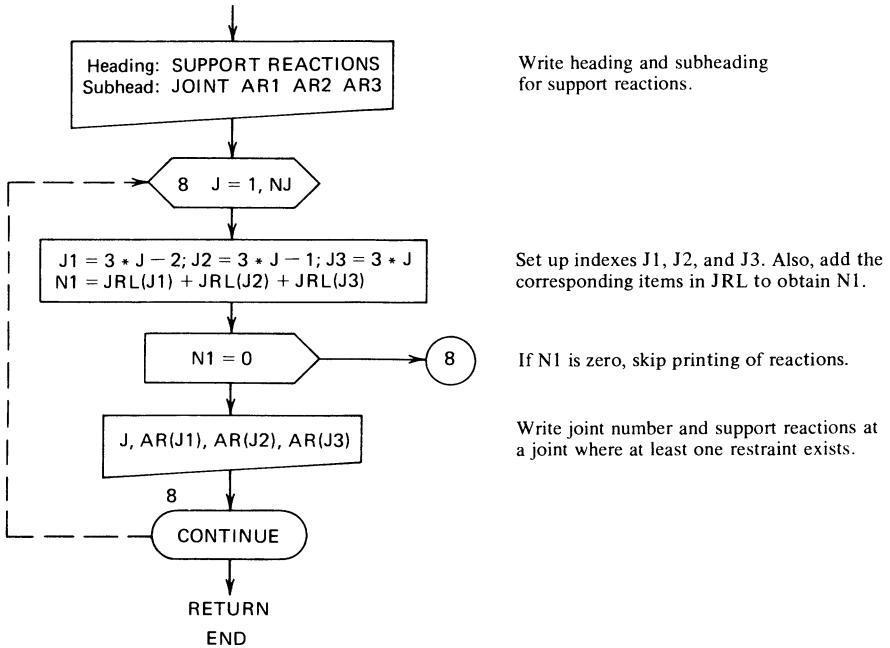 Heading: SUPPORT REACTIONS
Subhead: JOINT AR1 AR2 AR3
Write heading and subheading
for support reactions.
8 J = 1, NJ
J1 = 3 * J – 2; J2 = 3 * J – 1; J3 = 3 * J
N1 = JRL(J1) + JRL(J2) + JRL(J3)
Set up indexes J1, J2, and J3. Also, add the
corresponding items in JRL to obtain N1.
N1 = 0
8
If N1 is zero, skip printing of reactions.
J, AR(J1), AR(J2), AR(J3)
Write joint number and support reactions at
a joint where at least one restraint exists.
8
CONTINUE
RETURN
END